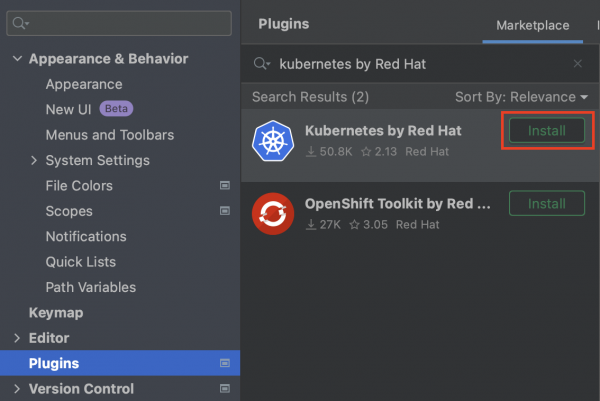 Appearance & Behavior
Appearance
New UI Beta
Menus and Toolbars
System Settings
File Colors
Scopes
Notifications
Quick Lists
Path Variables
Keymap
Editor
Plugins
Version Control
Plugins
Marketplace
kubernetes by Red Hat
Search Results (2) Sort By: Relevance
Kubernetes by Red Hat Install
50.8K 2.13 Red Hat
OpenShift Toolkit by Red ... Install
27K 3.05 Red Hat